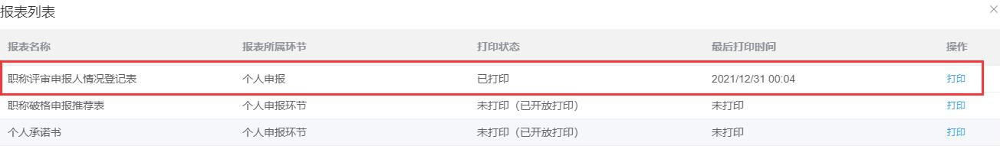 报表列表
报表名称 报表所属环节 打印状态 最后打印时间 操作
职称评审申报人情况登记表 个人申报 已打印 2021/12/31 00:04 打印
职称破格申报推荐表 个人申报环节 未打印（已开放打印） 未打印 打印
个人承诺书 个人申报环节 未打印（已开放打印） 未打印 打印